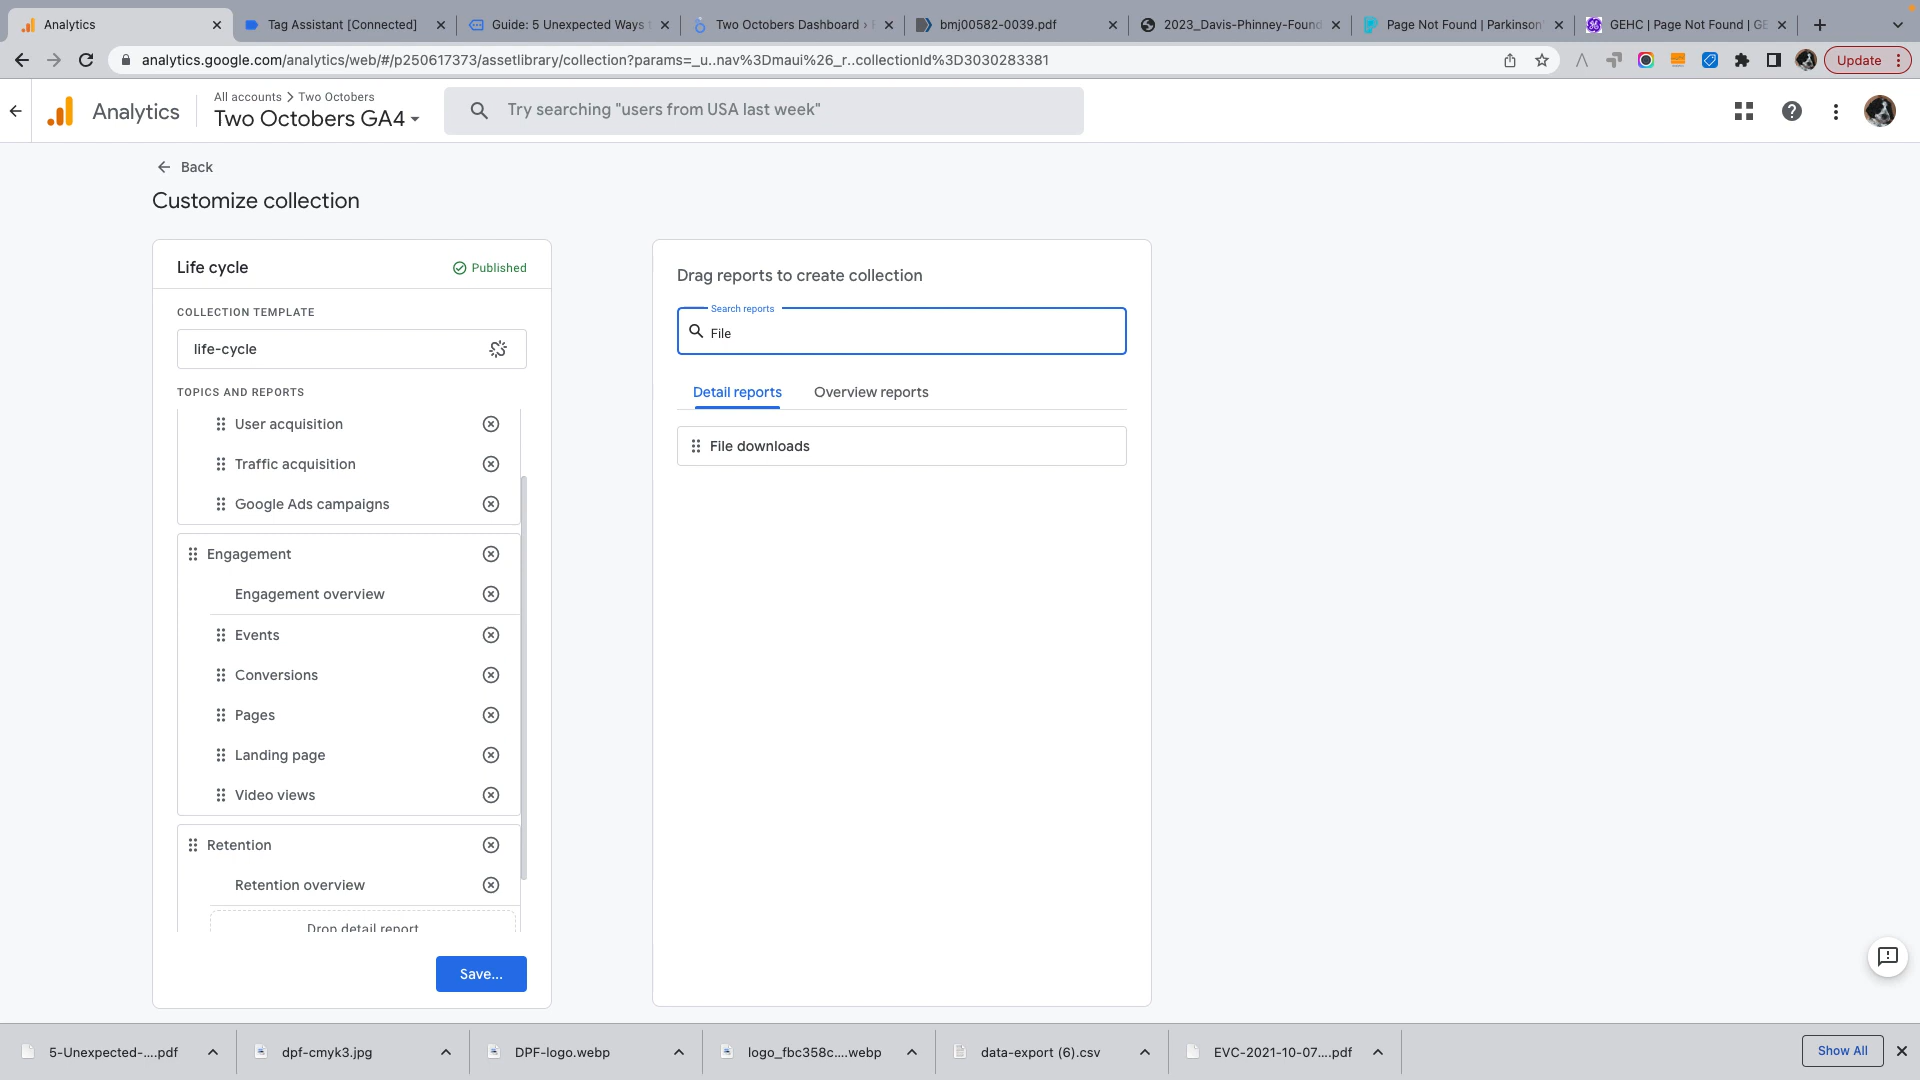 Analytics
Tag Assistant [Connected]
Guide: 5 Unexpected Ways
Two Octobers Dashboard ›
bmj00582-0039.pdf
2023_Davis-Phinney-Found
Page Not Found | Parkinson'
GEHC | Page Not Found | GE
analytics.google.com/analytics/web/#/p250617373/assetlibrary/collection?params=_u..nav%3Dmaui%26_r..collectionId%3D3030283381
Update
Analytics
All accounts > Two Octobers
Two Octobers GA4
Try searching "users from USA last week"
Back
Customize collection
Life cycle
Published
COLLECTION TEMPLATE
life-cycle
TOPICS AND REPORTS
User acquisition
Traffic acquisition
Google Ads campaigns
Engagement
Engagement overview
Events
Conversions
Pages
Landing page
Video views
Retention
Retention overview
Drop detail report
Save...
Drag reports to create collection
Search reports
File
Detail reports
Overview reports
File downloads
5-Unexpected-....pdf
dpf-cmyk3.jpg
DPF-logo.webp
logo_fbc358c....webp
data-export (6).csv
EVC-2021-10-07....pdf
Show All